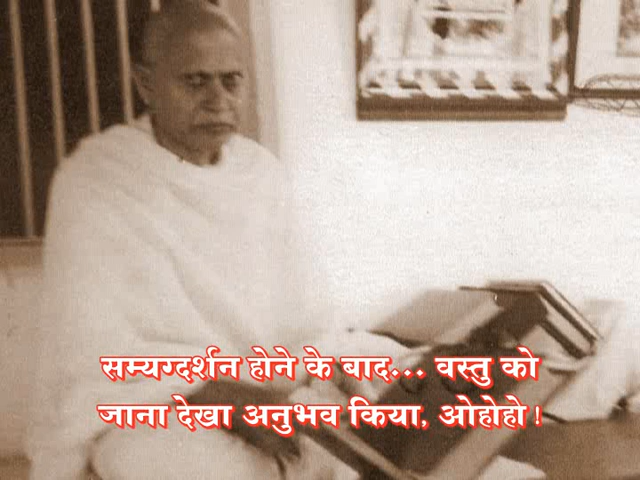 सम्यग्दर्शन होने के बाद... वस्तु को
जाना देखा अनुभव किया, ओहोहो!